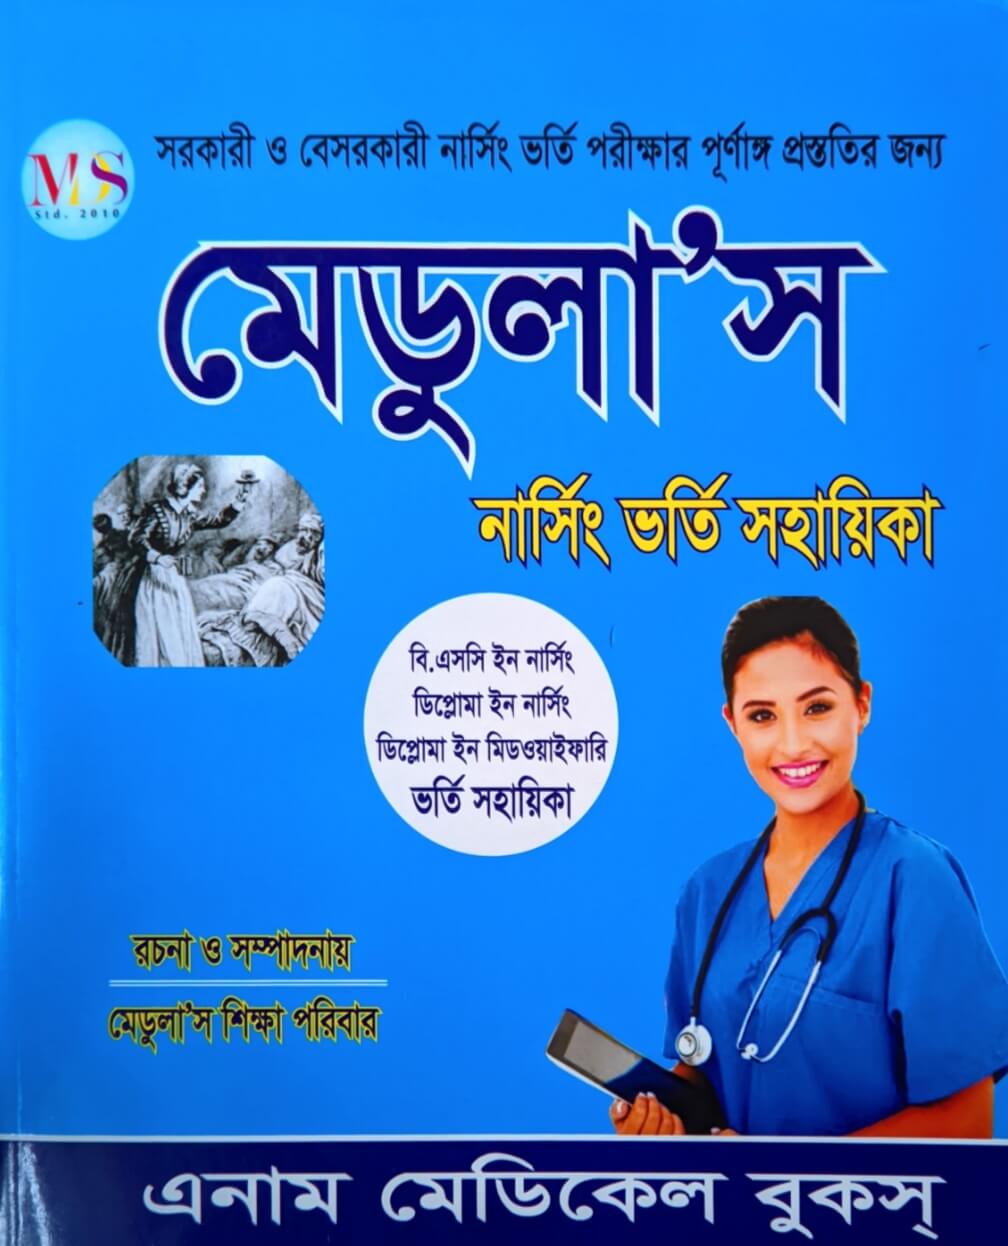 সরকারী ও বেসরকারী নার্সিং ভর্তি পরীক্ষার পূর্ণাঙ্গ প্রস্তুতির জন্য
MDS
Std. 2010
মেডুলা’স
নার্সিং ভর্তি সহায়িকা
বি.এসসি ইন নার্সিং
ডিপ্লোমা ইন নার্সিং
ডিপ্লোমা ইন মিডওয়াইফারি
ভর্তি সহায়িকা
রচনা ও সম্পাদনায়
মেডুলা’স শিক্ষা পরিবার
এনাম মেডিকেল বুকস্